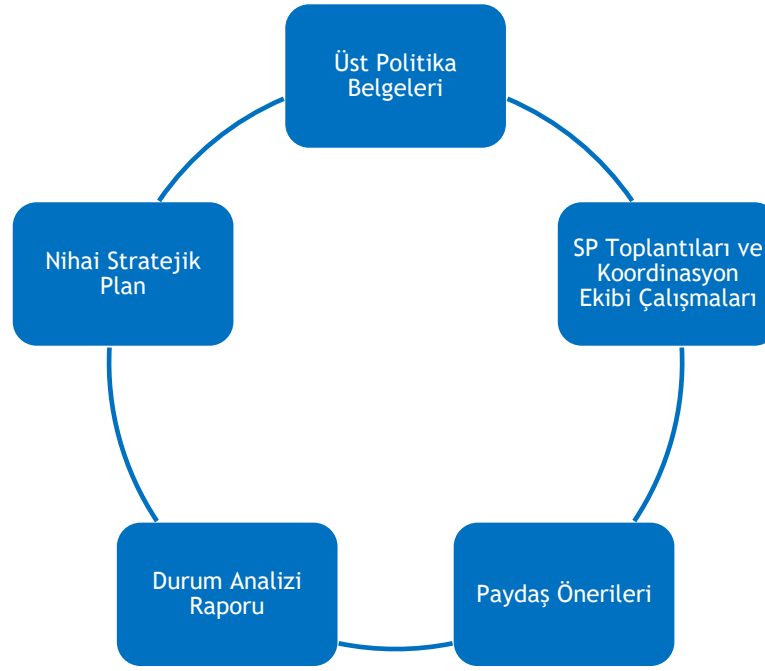 Üst Politika
Belgeleri
SP Toplantıları ve
Koordinasyon
Ekibi Çalışmaları
Paydaş Önerileri
Durum Analizi
Raporu
Nihai Stratejik
Plan